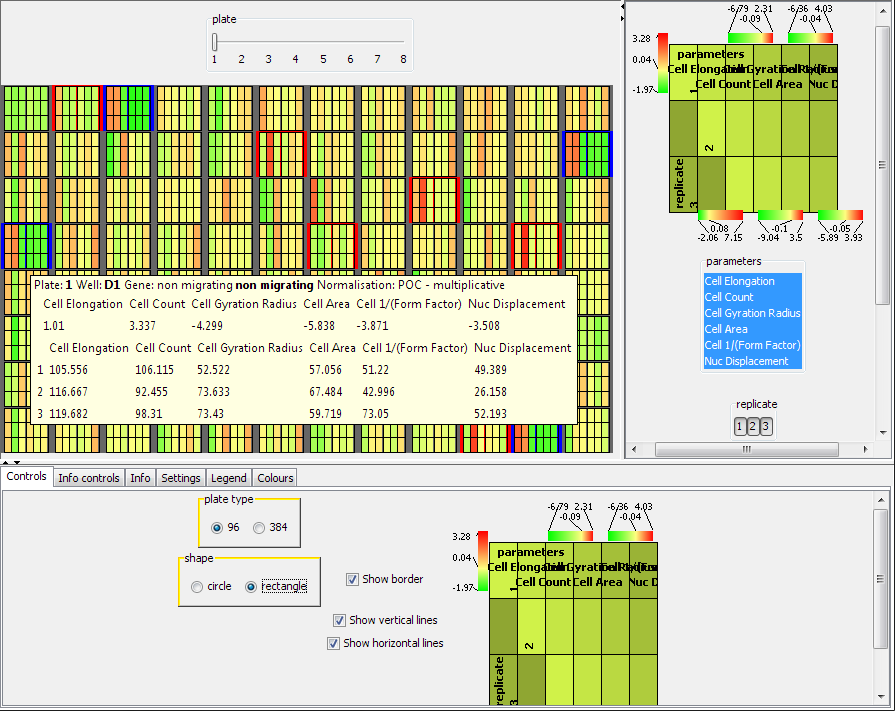 plate
1 2 3 4 5 6 7 8
Plate: 1 Well: D1 Gene: non migrating non migrating Normalisation: POC - multiplicative
Cell Elongation Cell Count Cell Gyration Radius Cell Area Cell 1/(Form Factor) Nuc Displacement
1.01 3.337 -4.299 -5.838 -3.871 -3.508
Cell Elongation Cell Count Cell Gyration Radius Cell Area Cell 1/(Form Factor) Nuc Displacement
1 105.556 106.115 52.522 57.056 51.22 49.389
2 116.667 92.455 73.633 67.484 42.996 26.158
3 119.682 98.31 73.43 59.719 73.05 52.193
-6.79 2.31 -6.36 4.03
-0.09 -0.04
3.28
0.04
-1.97
parameters
Cell Elongation
Cell Count Cell Area Nuc D
1
2
replicate
3
0.08 -0.1 -0.05
-2.06 7.15 -9.04 3.5 -5.89 3.93
parameters
Cell Elongation
Cell Count
Cell Gyration Radius
Cell Area
Cell 1/(Form Factor)
Nuc Displacement
replicate
1 2 3
Controls Info controls Info Settings Legend Colours
plate type
96 384
shape
circle rectangle
Show border
Show vertical lines
Show horizontal lines
-6.79 2.31 -6.36 4.03
-0.09 -0.04
3.28
0.04
-1.97
parameters
Cell Elongation
Cell Count Cell Area Nuc D
1
2
replicate
3